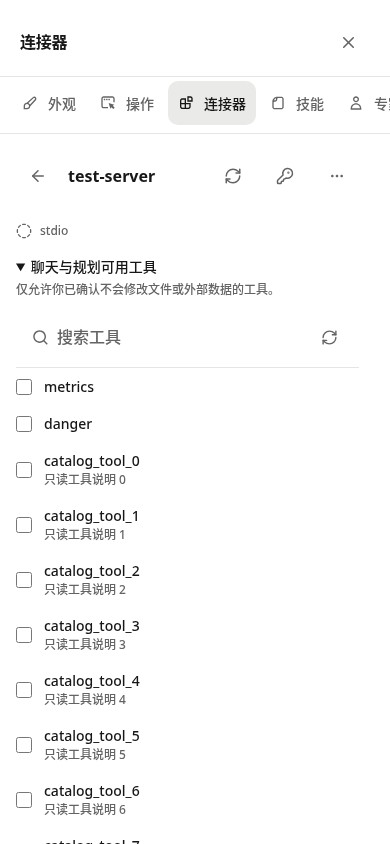 连接器
外观
操作
连接器
技能
test-server
stdio
聊天与规划可用工具
仅允许你已确认不会修改文件或外部数据的工具。
搜索工具
metrics
danger
catalog_tool_0
只读工具说明 0
catalog_tool_1
只读工具说明 1
catalog_tool_2
只读工具说明 2
catalog_tool_3
只读工具说明 3
catalog_tool_4
只读工具说明 4
catalog_tool_5
只读工具说明 5
catalog_tool_6
只读工具说明 6